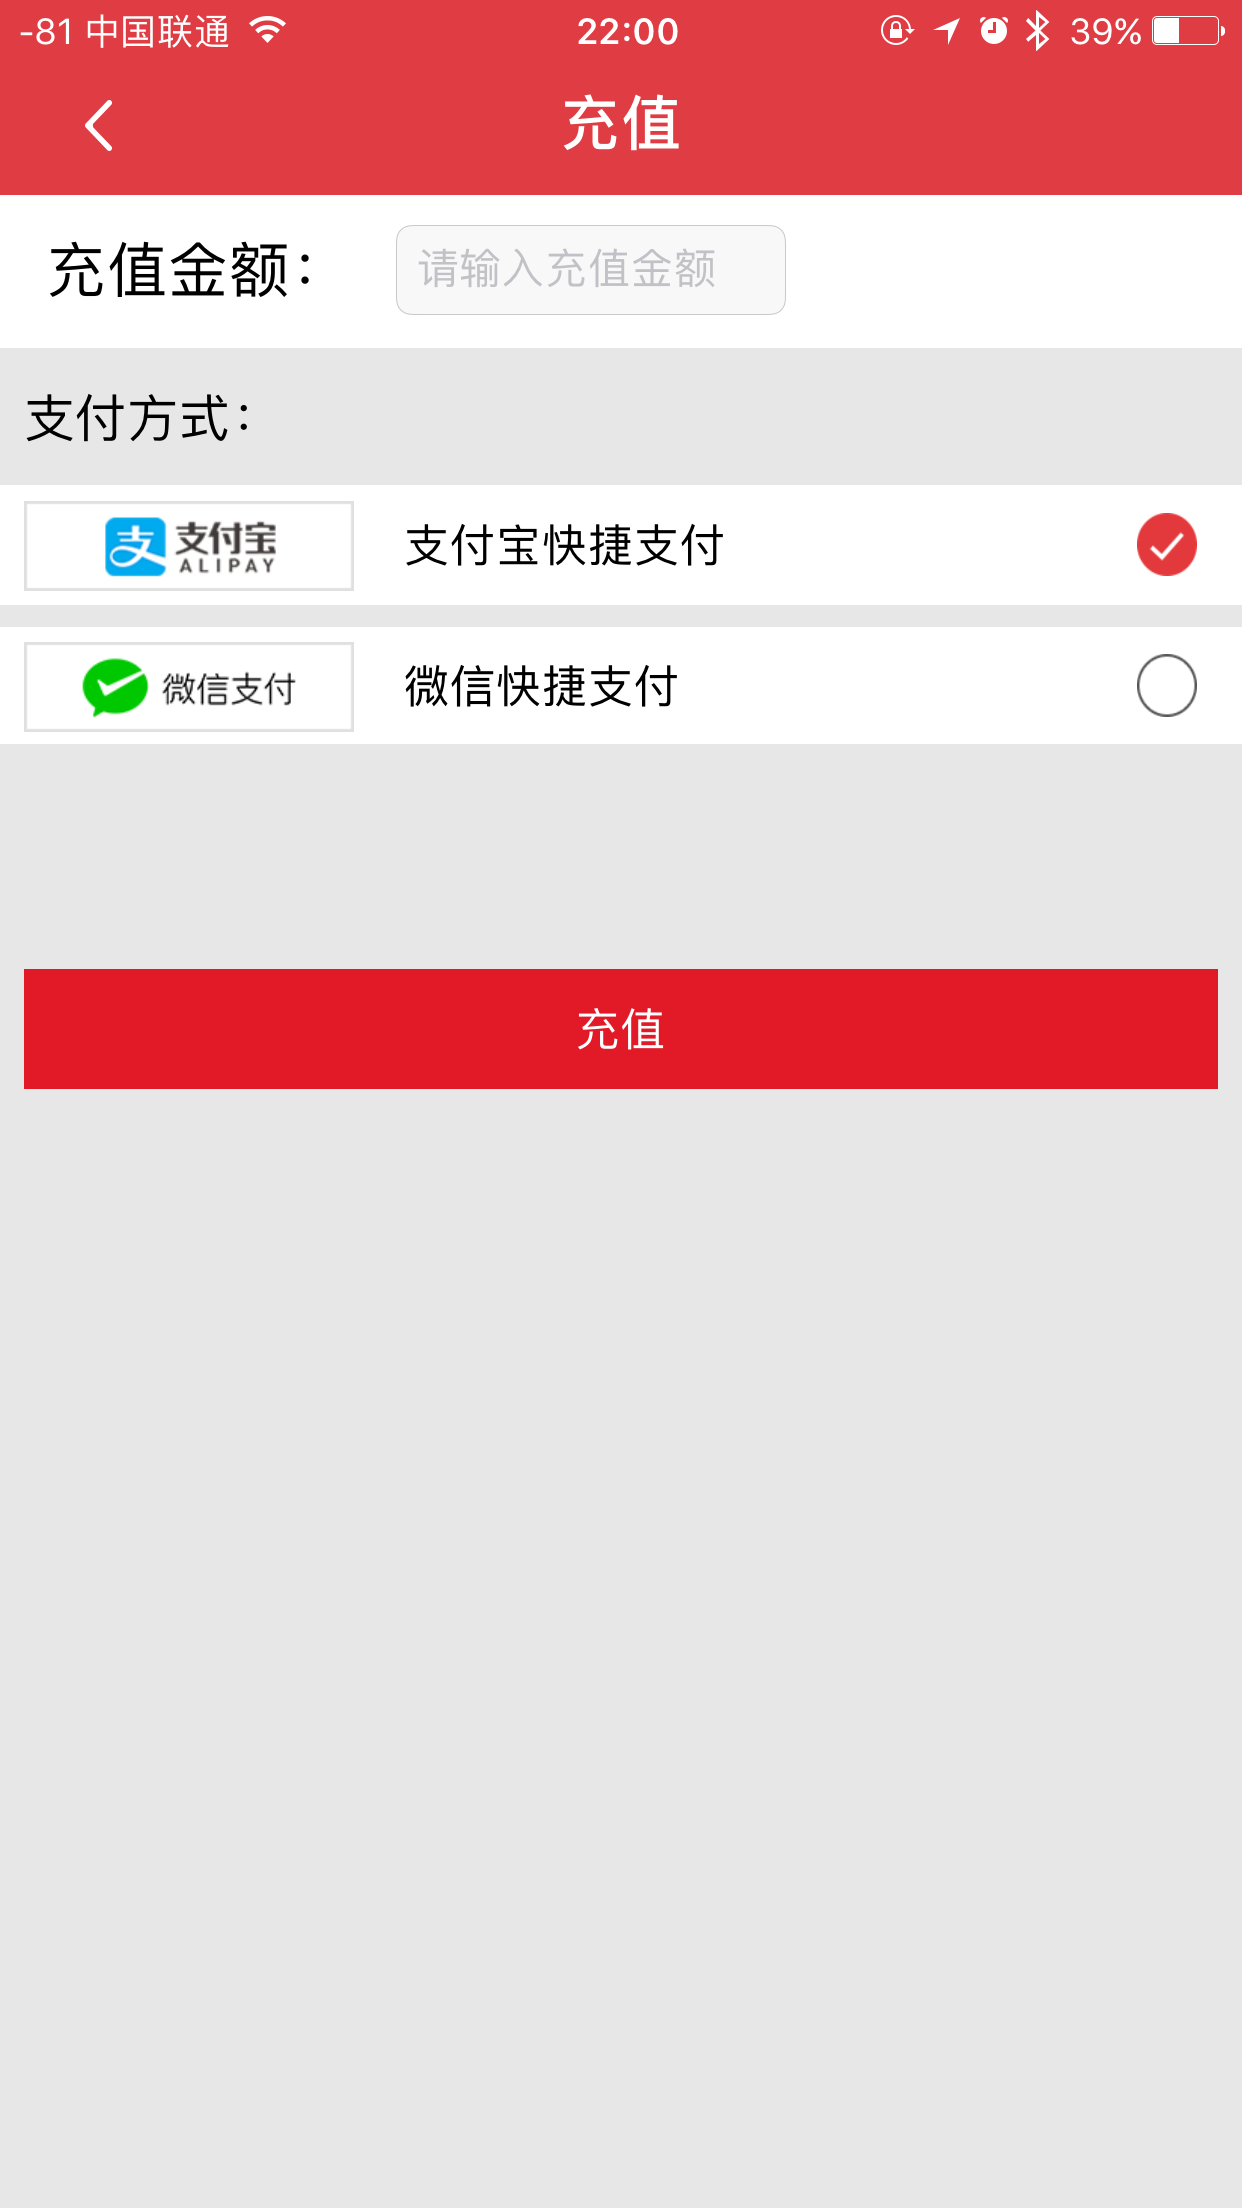 -81 中国联通 22:00 39%
充值
充值金额： 请输入充值金额
支付方式：
支付宝 ALIPAY 支付宝快捷支付
微信支付 微信快捷支付
充值